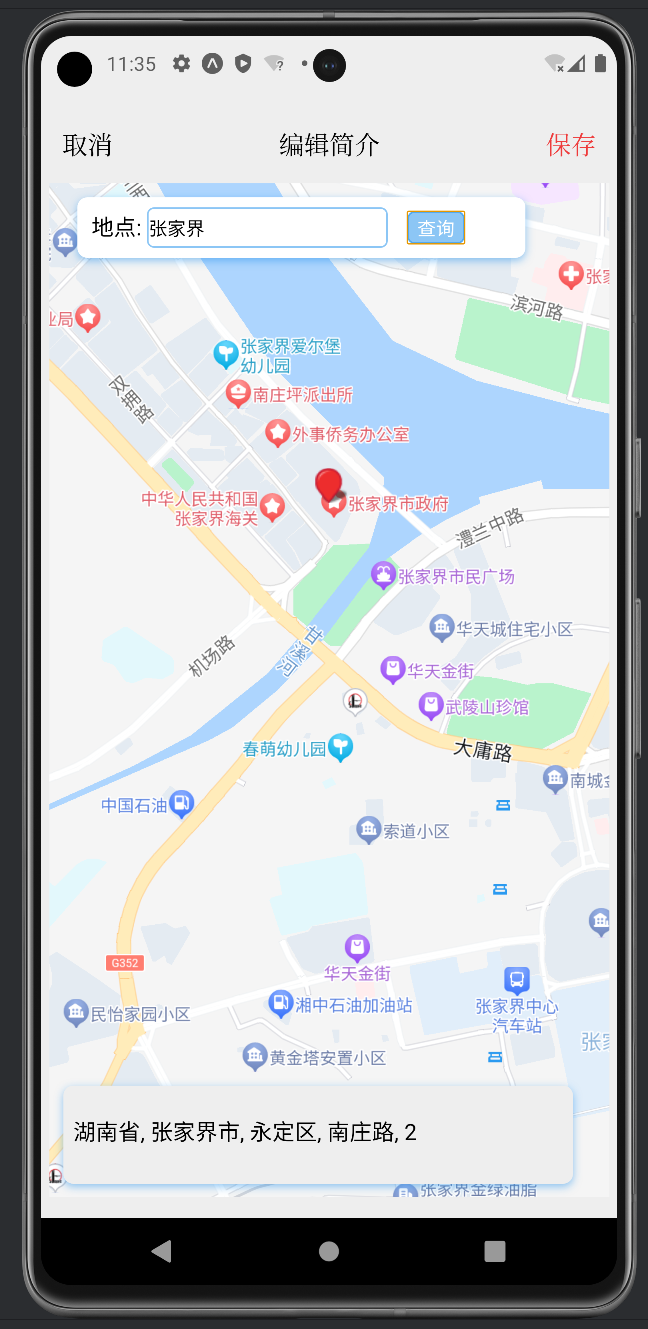 11:35
取消
编辑简介
保存
地点:
张家界
查询
滨河路
业局
张家界爱尔堡
幼儿园
双拥路
南庄坪派出所
外事侨务办公室
中华人民共和国
张家界海关
张家界市政府
澧兰中路
张家界市民广场
甘溪河
华天城住宅小区
机场路
华天金街
武陵山珍馆
春萌幼儿园
大庸路
南城金
中国石油
索道小区
华天金街
G352
湘中石油加油站
张家界中心
汽车站
民怡家园小区
黄金塔安置小区
湖南省, 张家界市, 永定区, 南庄路, 2
张家界金绿油脂